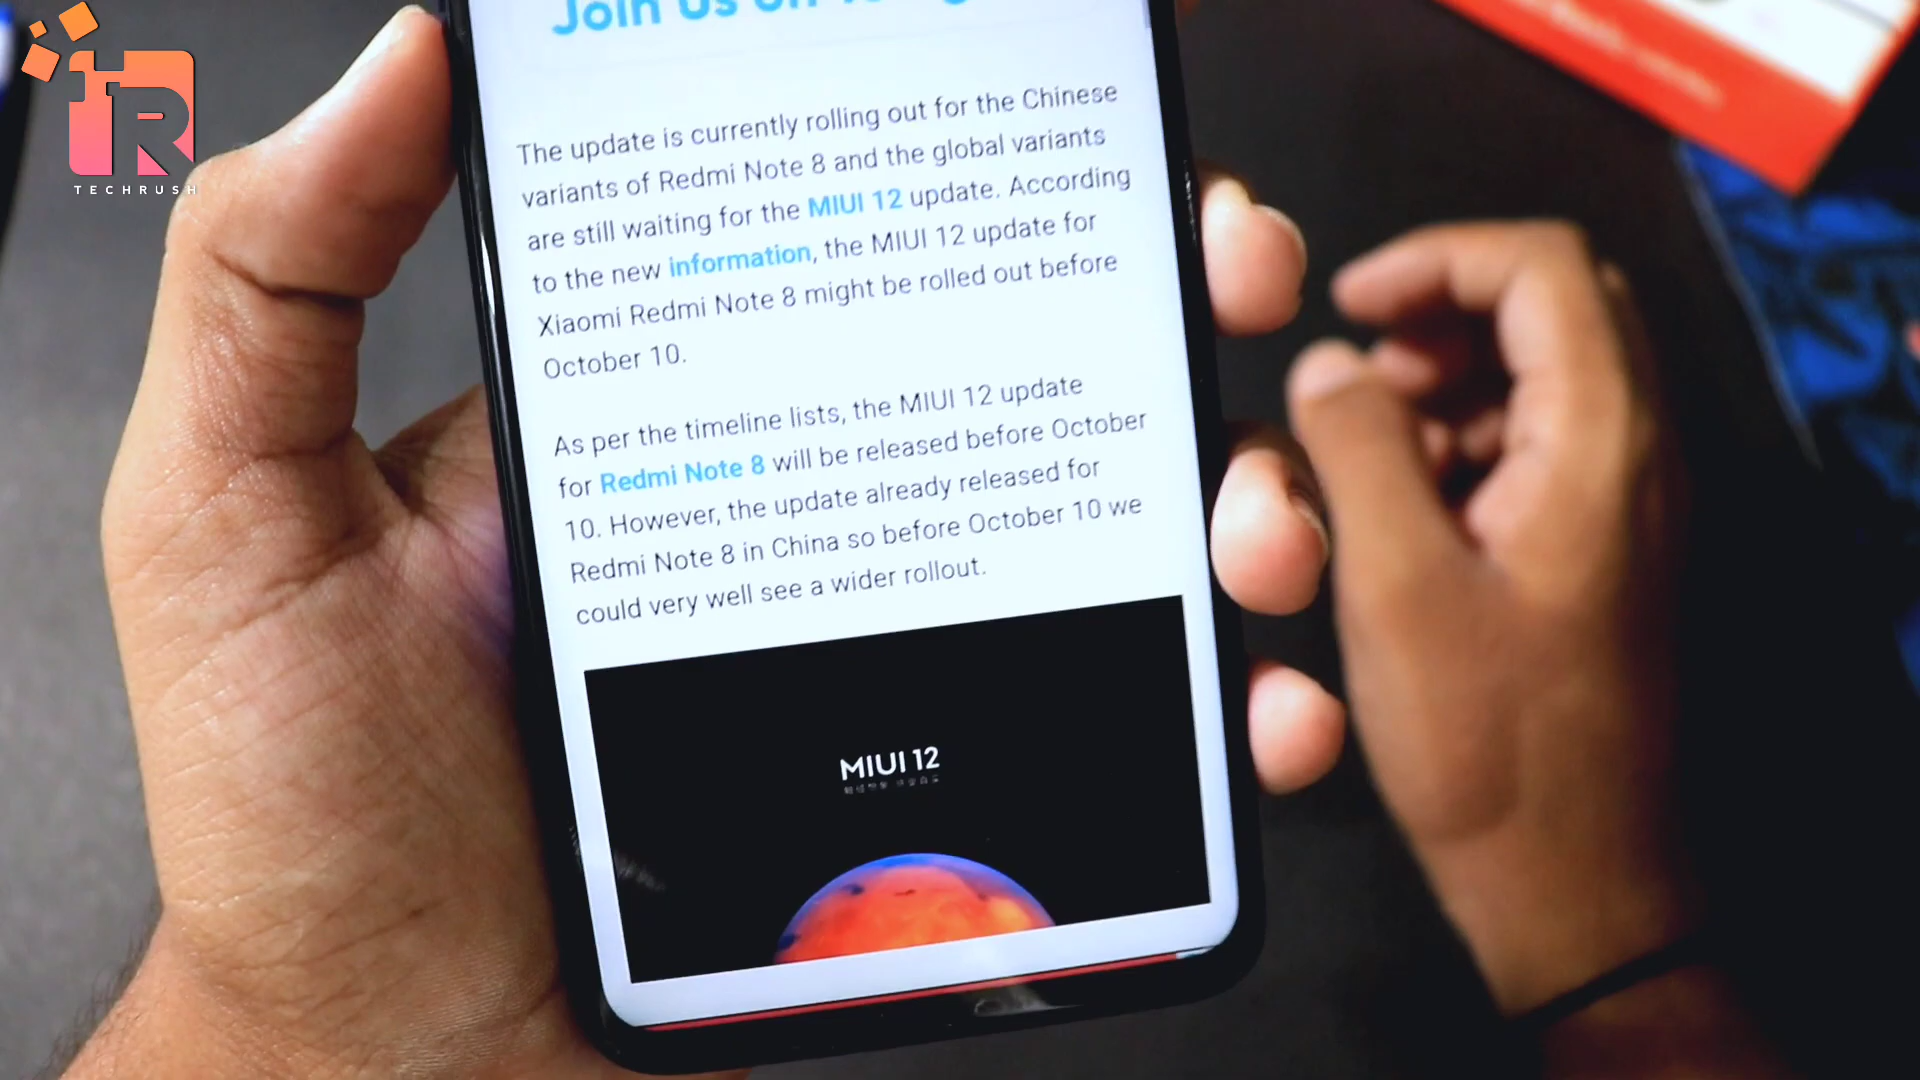 TECHRUSH
Join Us on
The update is currently rolling out for the Chinese
variants of Redmi Note 8 and the global variants
are still waiting for the MIUI 12 update. According
to the new information, the MIUI 12 update for
Xiaomi Redmi Note 8 might be rolled out before
October 10.
As per the timeline lists, the MIUI 12 update
for Redmi Note 8 will be released before October
10. However, the update already released for
Redmi Note 8 in China so before October 10 we
could very well see a wider rollout.
MIUI 12